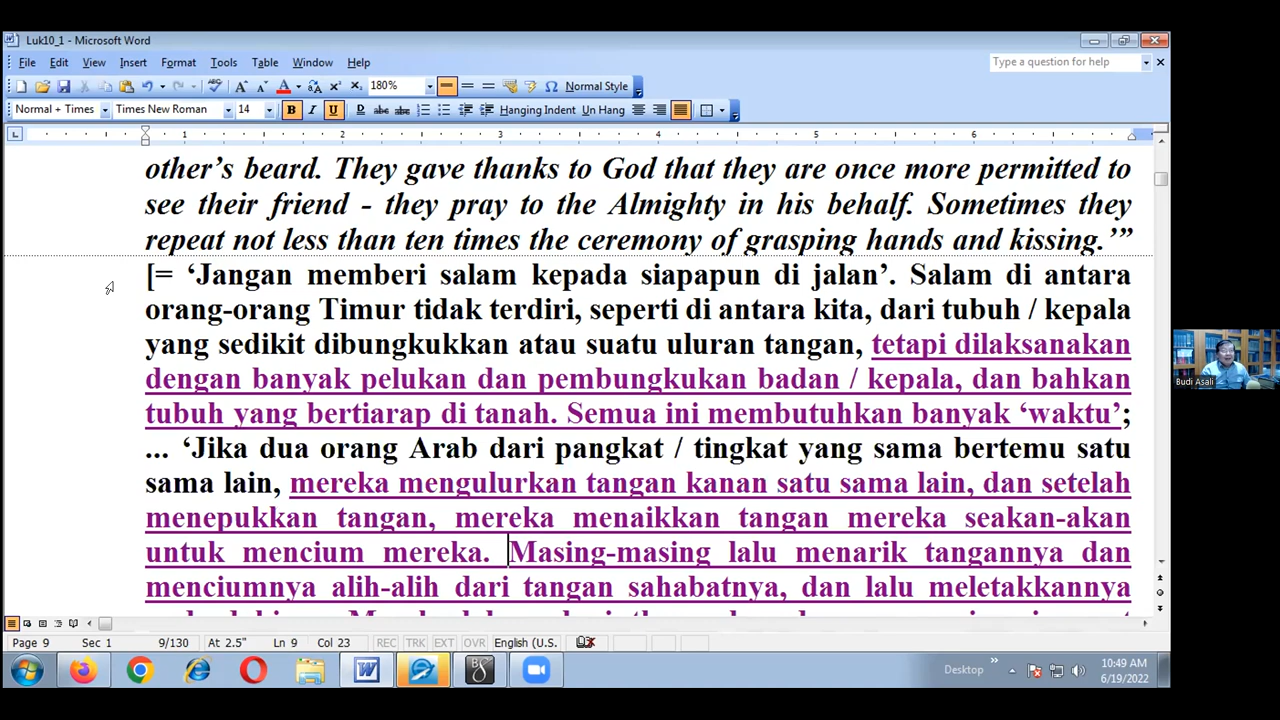 Luk10_1 - Microsoft Word
File Edit View Insert Format Tools Table Window Help
Type a question for help
180% Normal Style
Normal + Times Times New Roman 14 B I U Hanging Indent Un Hang
1 2 3 4 5 6
other’s beard. They gave thanks to God that they are once more permitted to
see their friend - they pray to the Almighty in his behalf. Sometimes they
repeat not less than ten times the ceremony of grasping hands and kissing.’”
[= ‘Jangan memberi salam kepada siapapun di jalan’. Salam di antara
orang-orang Timur tidak terdiri, seperti di antara kita, dari tubuh / kepala
yang sedikit dibungkukkan atau suatu uluran tangan, tetapi dilaksanakan
dengan banyak pelukan dan pembungkukan badan / kepala, dan bahkan
tubuh yang bertiarap di tanah. Semua ini membutuhkan banyak ‘waktu’;
... ‘Jika dua orang Arab dari pangkat / tingkat yang sama bertemu satu
sama lain, mereka mengulurkan tangan kanan satu sama lain, dan setelah
menepukkan tangan, mereka menaikkan tangan mereka seakan-akan
untuk mencium mereka. Masing-masing lalu menarik tangannya dan
menciumnya alih-alih dari tangan sahabatnya, dan lalu meletakkannya
Budi Asali
Page 9 Sec 1 9/130 At 2.5" Ln 9 Col 23 REC TRK EXT OVR English (U.S.
Desktop 10:49 AM
6/19/2022